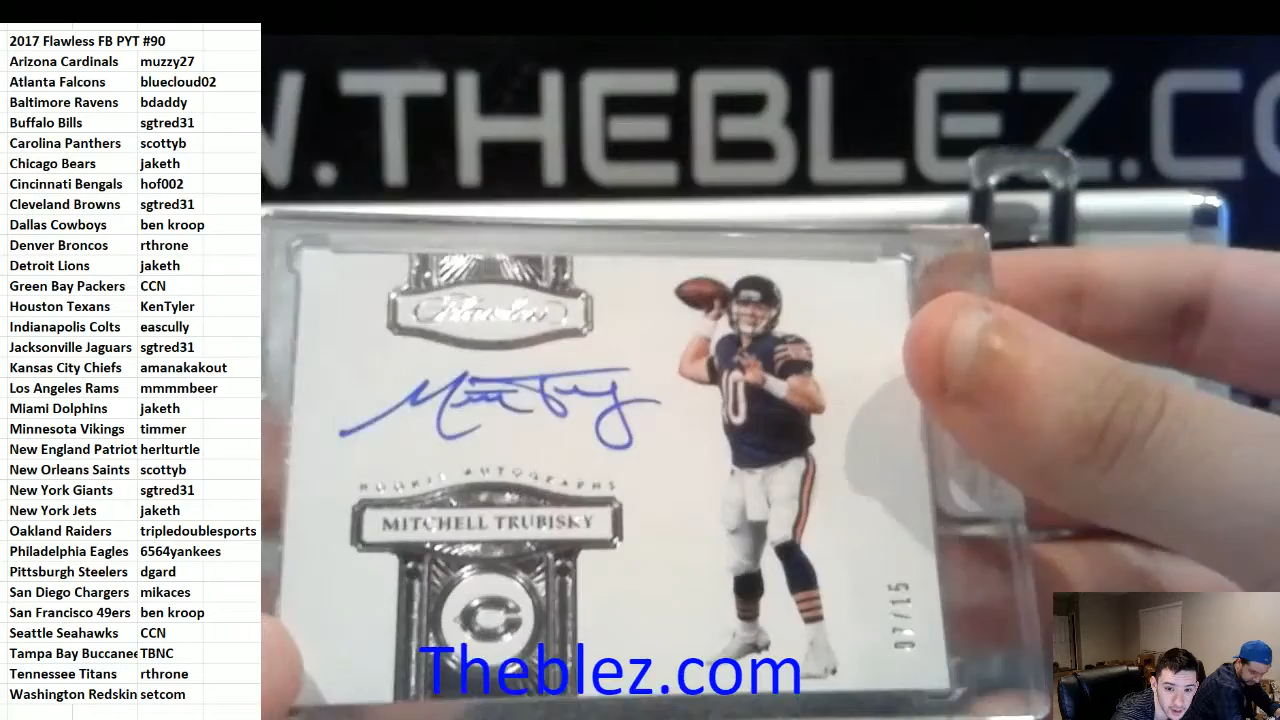 2017 Flawless FB PYT #90
Arizona Cardinals muzzy27
Atlanta Falcons bluecloud02
Baltimore Ravens bdaddy
Buffalo Bills sgtred31
Carolina Panthers scottyb
Chicago Bears jaketh
Cincinnati Bengals hof002
Cleveland Browns sgtred31
Dallas Cowboys ben kroop
Denver Broncos rthrone
Detroit Lions jaketh
Green Bay Packers CCN
Houston Texans KenTyler
Indianapolis Colts eascully
Jacksonville Jaguars sgtred31
Kansas City Chiefs amanakakout
Los Angeles Rams mmmmbeer
Miami Dolphins jaketh
Minnesota Vikings timmer
New England Patriot herlturtle
New Orleans Saints scottyb
New York Giants sgtred31
New York Jets jaketh
Oakland Raiders tripledoublesports
Philadelphia Eagles 6564yankees
Pittsburgh Steelers dgard
San Diego Chargers mikaces
San Francisco 49ers ben kroop
Seattle Seahawks CCN
Tampa Bay Buccanee TBNC
Tennessee Titans rthrone
Washington Redskin setcom
W.THEBLEZ.CO
Flawless
ROOKIE AUTOGRAPHS
MITCHELL TRUBISKY
C
10
07/15
Theblez.com